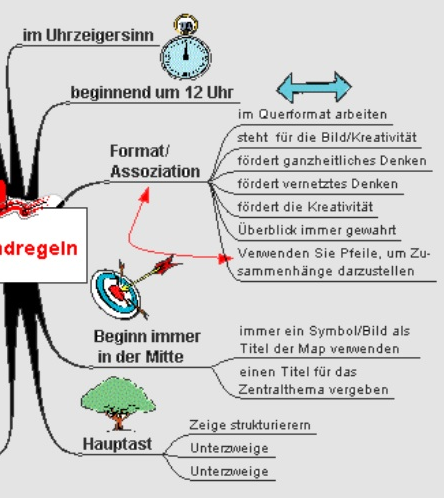 im Uhrzeigersinn
beginnend um 12 Uhr
Format/
Assoziation
im Querformat arbeiten
steht für die Bild/Kreativität
fördert ganzheitliches Denken
fördert vernetztes Denken
fördert die Kreativität
Überblick immer gewahrt
Verwenden Sie Pfeile, um Zu-
sammenhänge darzustellen
ndregeln
Beginn immer
in der Mitte
immer ein Symbol/Bild als
Titel der Map verwenden
einen Titel für das
Zentralthema vergeben
Hauptast
Zeige strukturierern
Unterzweige
Unterzweige